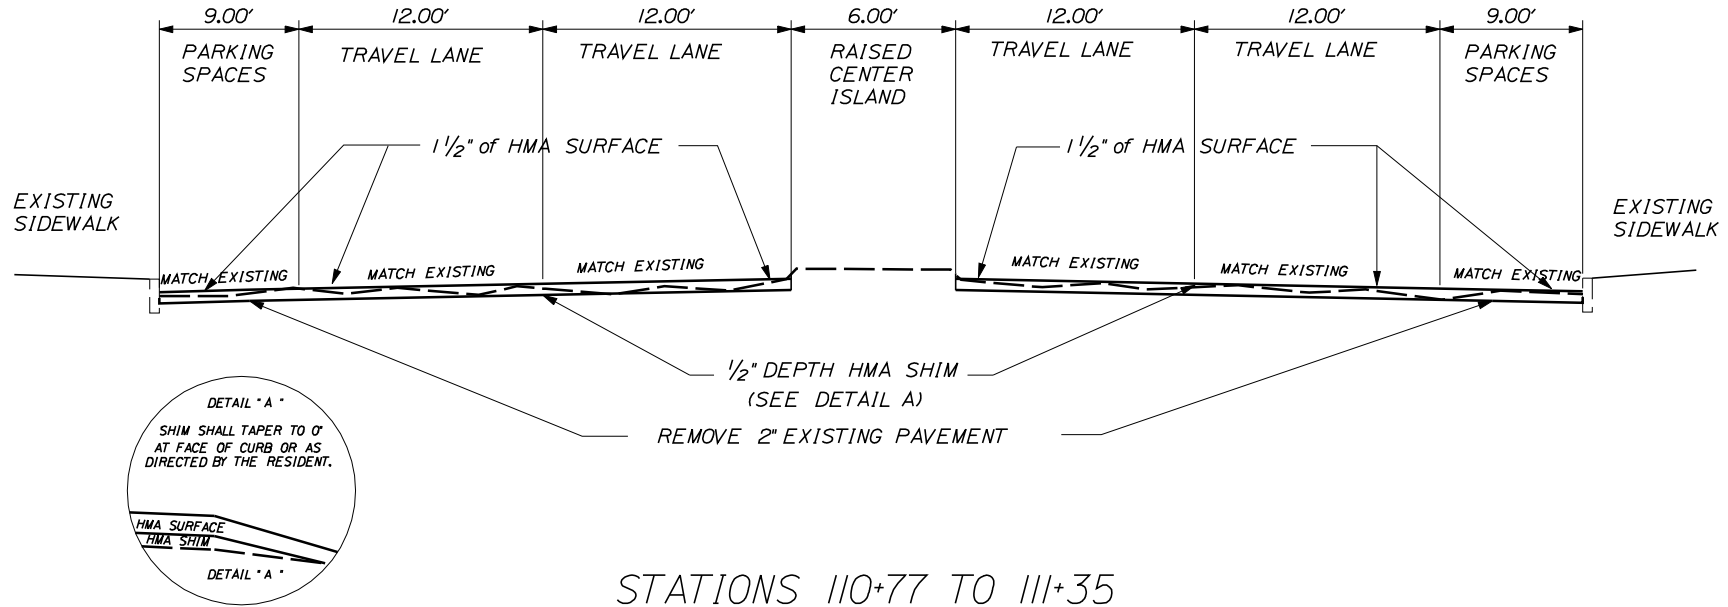 9.00' 12.00' 12.00' 6.00' 12.00' 12.00' 9.00'
PARKING
SPACES
TRAVEL LANE
TRAVEL LANE
RAISED
CENTER
ISLAND
TRAVEL LANE
TRAVEL LANE
PARKING
SPACES
1 1/2" of HMA SURFACE
1 1/2" of HMA SURFACE
EXISTING
SIDEWALK
EXISTING
SIDEWALK
MATCH EXISTING
MATCH EXISTING
MATCH EXISTING
MATCH EXISTING
MATCH EXISTING
MATCH EXISTING
1/2" DEPTH HMA SHIM
(SEE DETAIL A)
REMOVE 2" EXISTING PAVEMENT
DETAIL "A"
SHIM SHALL TAPER TO 0"
AT FACE OF CURB OR AS
DIRECTED BY THE RESIDENT.
HMA SURFACE
HMA SHIM
DETAIL "A"
STATIONS 110+77 TO 111+35